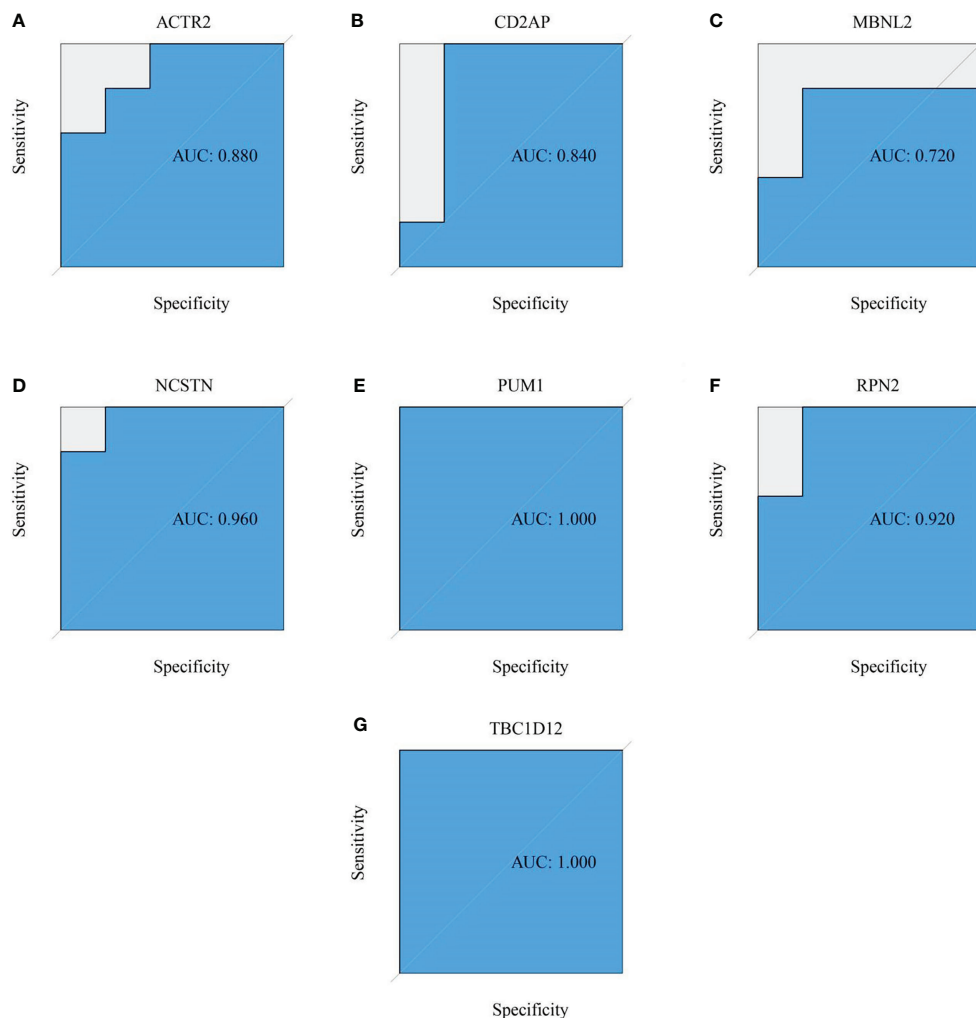 A
ACTR2
Sensitivity
AUC: 0.880
Specificity
B
CD2AP
Sensitivity
AUC: 0.840
Specificity
C
MBNL2
Sensitivity
AUC: 0.720
Specificity
D
NCSTN
Sensitivity
AUC: 0.960
Specificity
E
PUM1
Sensitivity
AUC: 1.000
Specificity
F
RPN2
Sensitivity
AUC: 0.920
Specificity
G
TBC1D12
Sensitivity
AUC: 1.000
Specificity